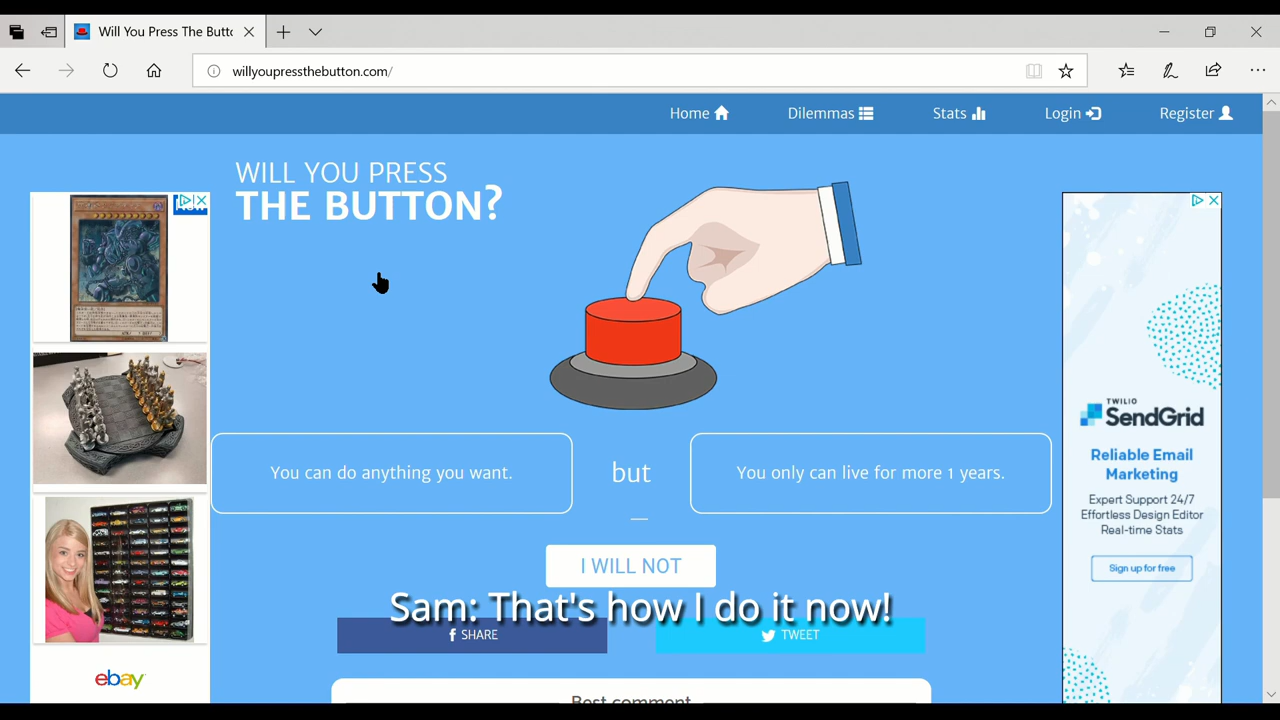 Will You Press The Butt
willyoupressthebutton.com/
Home
Dilemmas
Stats
Login
Register
WILL YOU PRESS
THE BUTTON?
You can do anything you want.
but
You only can live for more 1 years.
I WILL NOT
Sam: That's how I do it now!
SHARE
TWEET
Best comment
ebay
TWILIO
SendGrid
Reliable Email
Marketing
Expert Support 24/7
Effortless Design Editor
Real-time Stats
Sign up for free